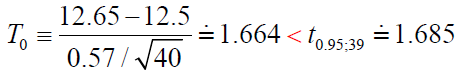 T₀ ≡ (12.65 − 12.5) / (0.57 / √40) ≐ 1.664 < t₀.₉₅;₃₉ ≐ 1.685